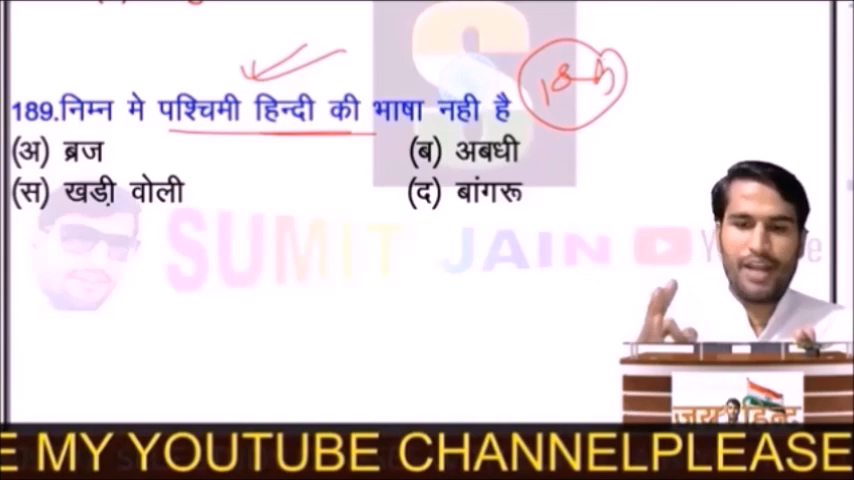 189.निम्न मे पश्चिमी हिन्दी की भाषा नही है
(अ) ब्रज (ब) अबधी
(स) खडी़ वोली (द) बांगरू
SUMIT JAIN
E MY YOUTUBE CHANNELPLEASE